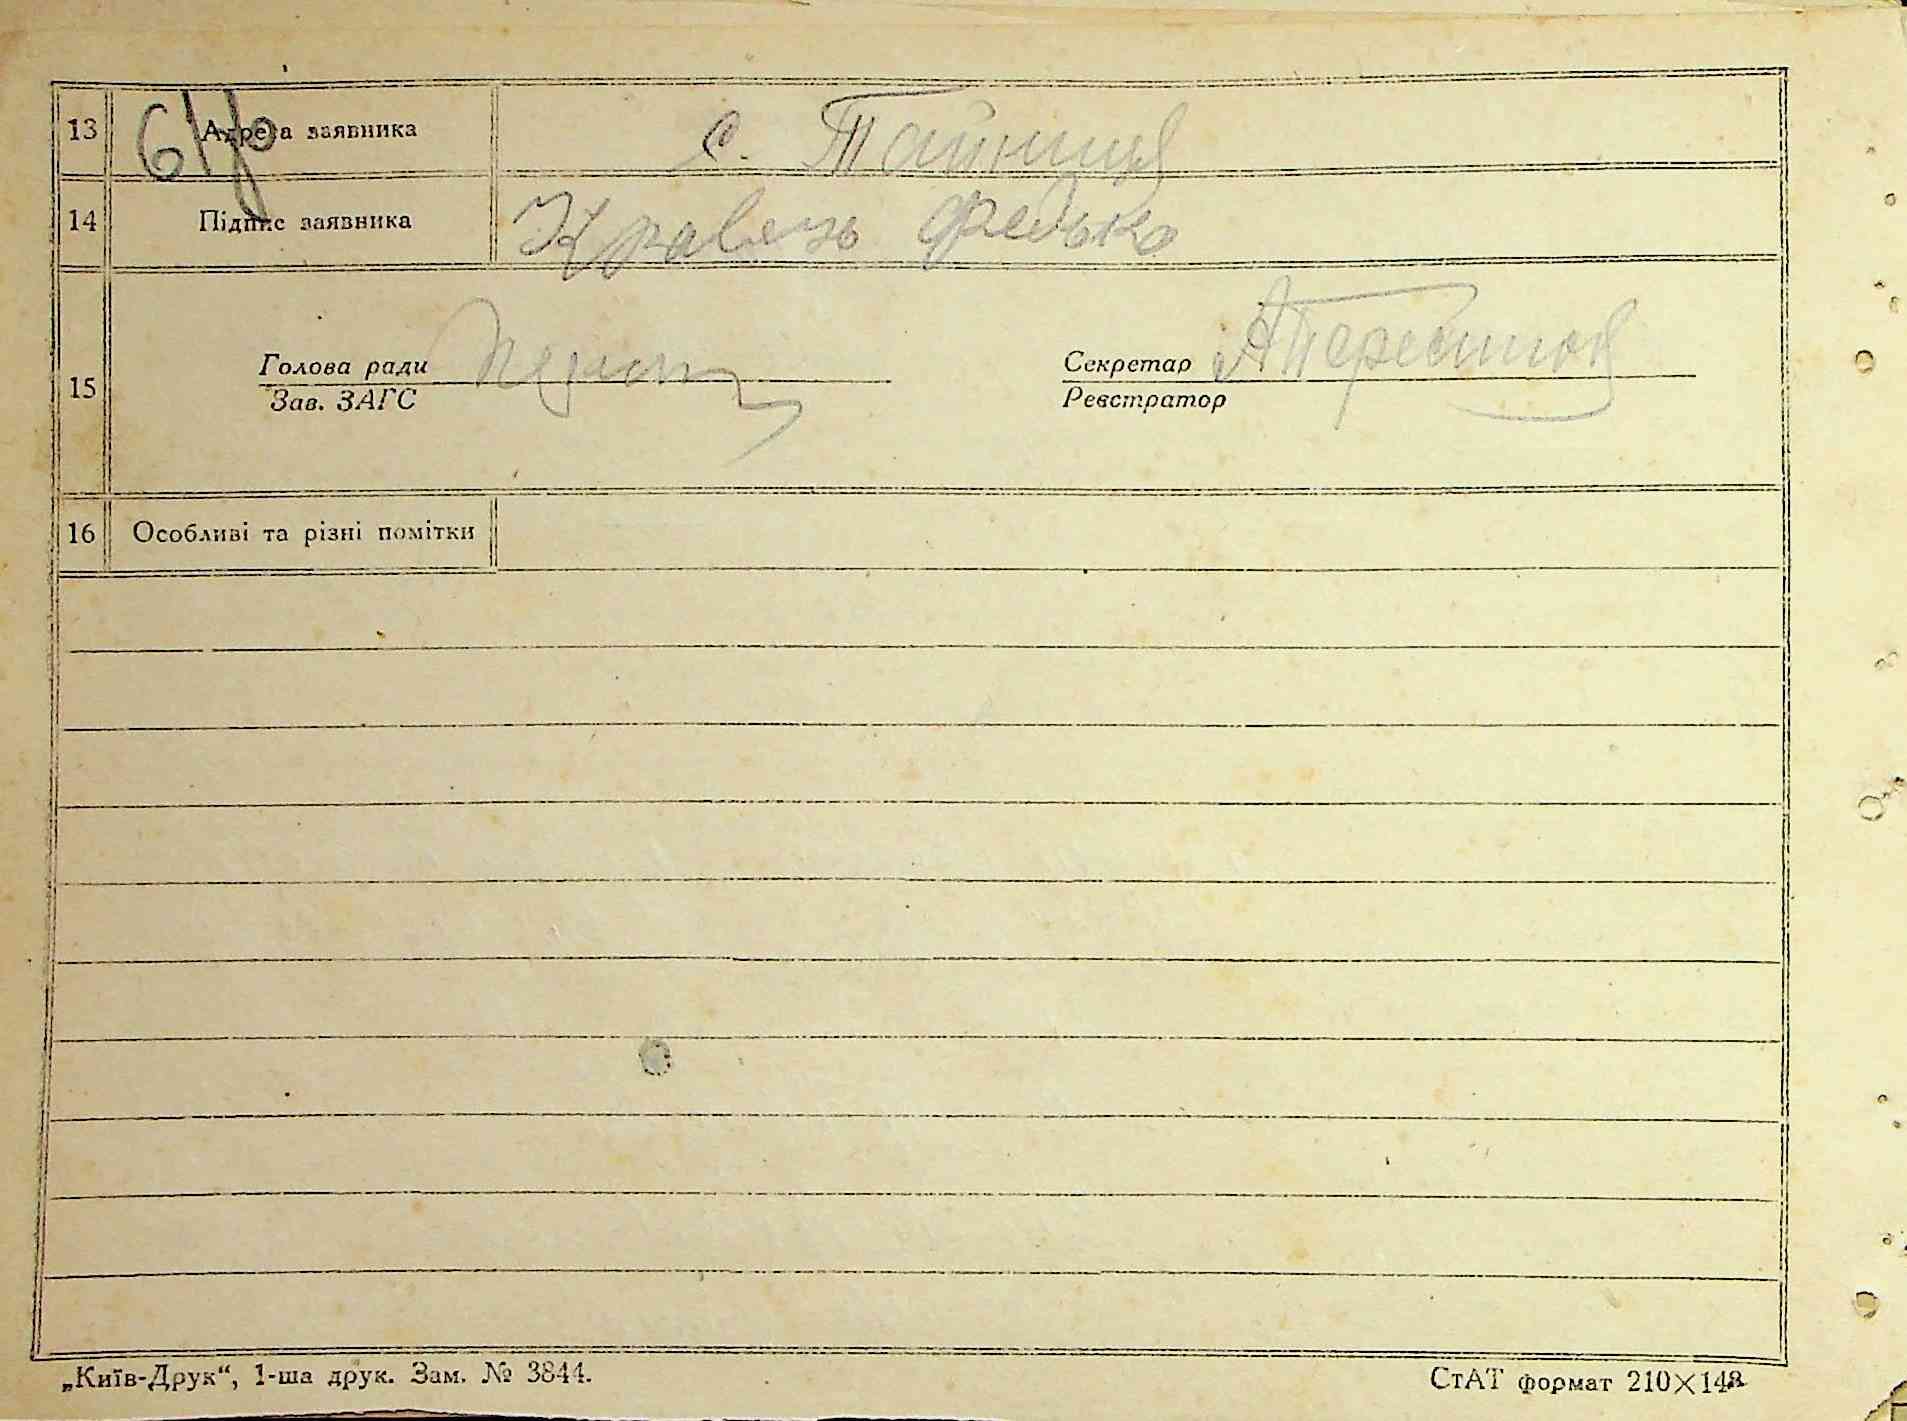 13 Адреса заявника с. Тайниця
14 Підпис заявника Кравець Федько
15
Голова ради Секретар
Зав. ЗАГС Реєстратор
16 Особливі та різні помітки
„Київ-Друк“, 1-ша друк. Зам. № 3844. СтАТ формат 210×148